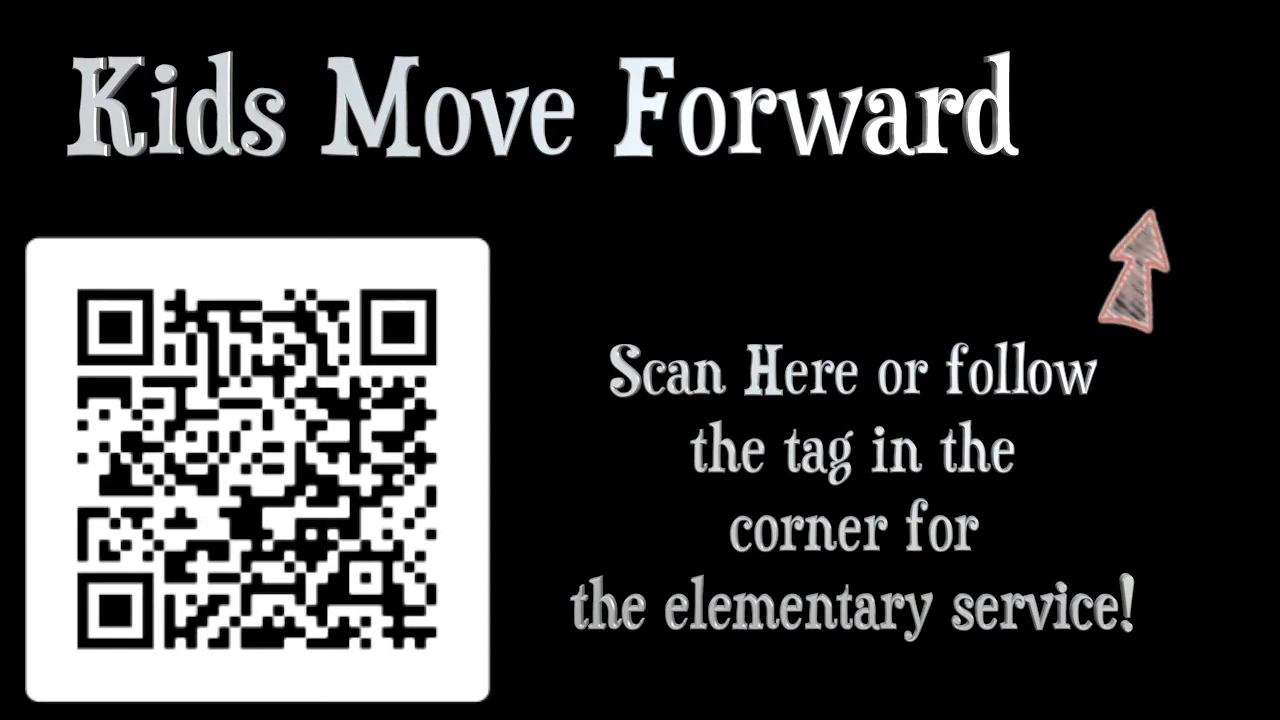 Kids Move Forward
Scan Here or follow
the tag in the
corner for
the elementary service!